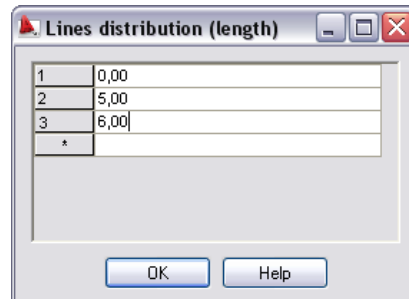 Lines distribution (length)
1 0,00
2 5,00
3 6,00
*
OK Help